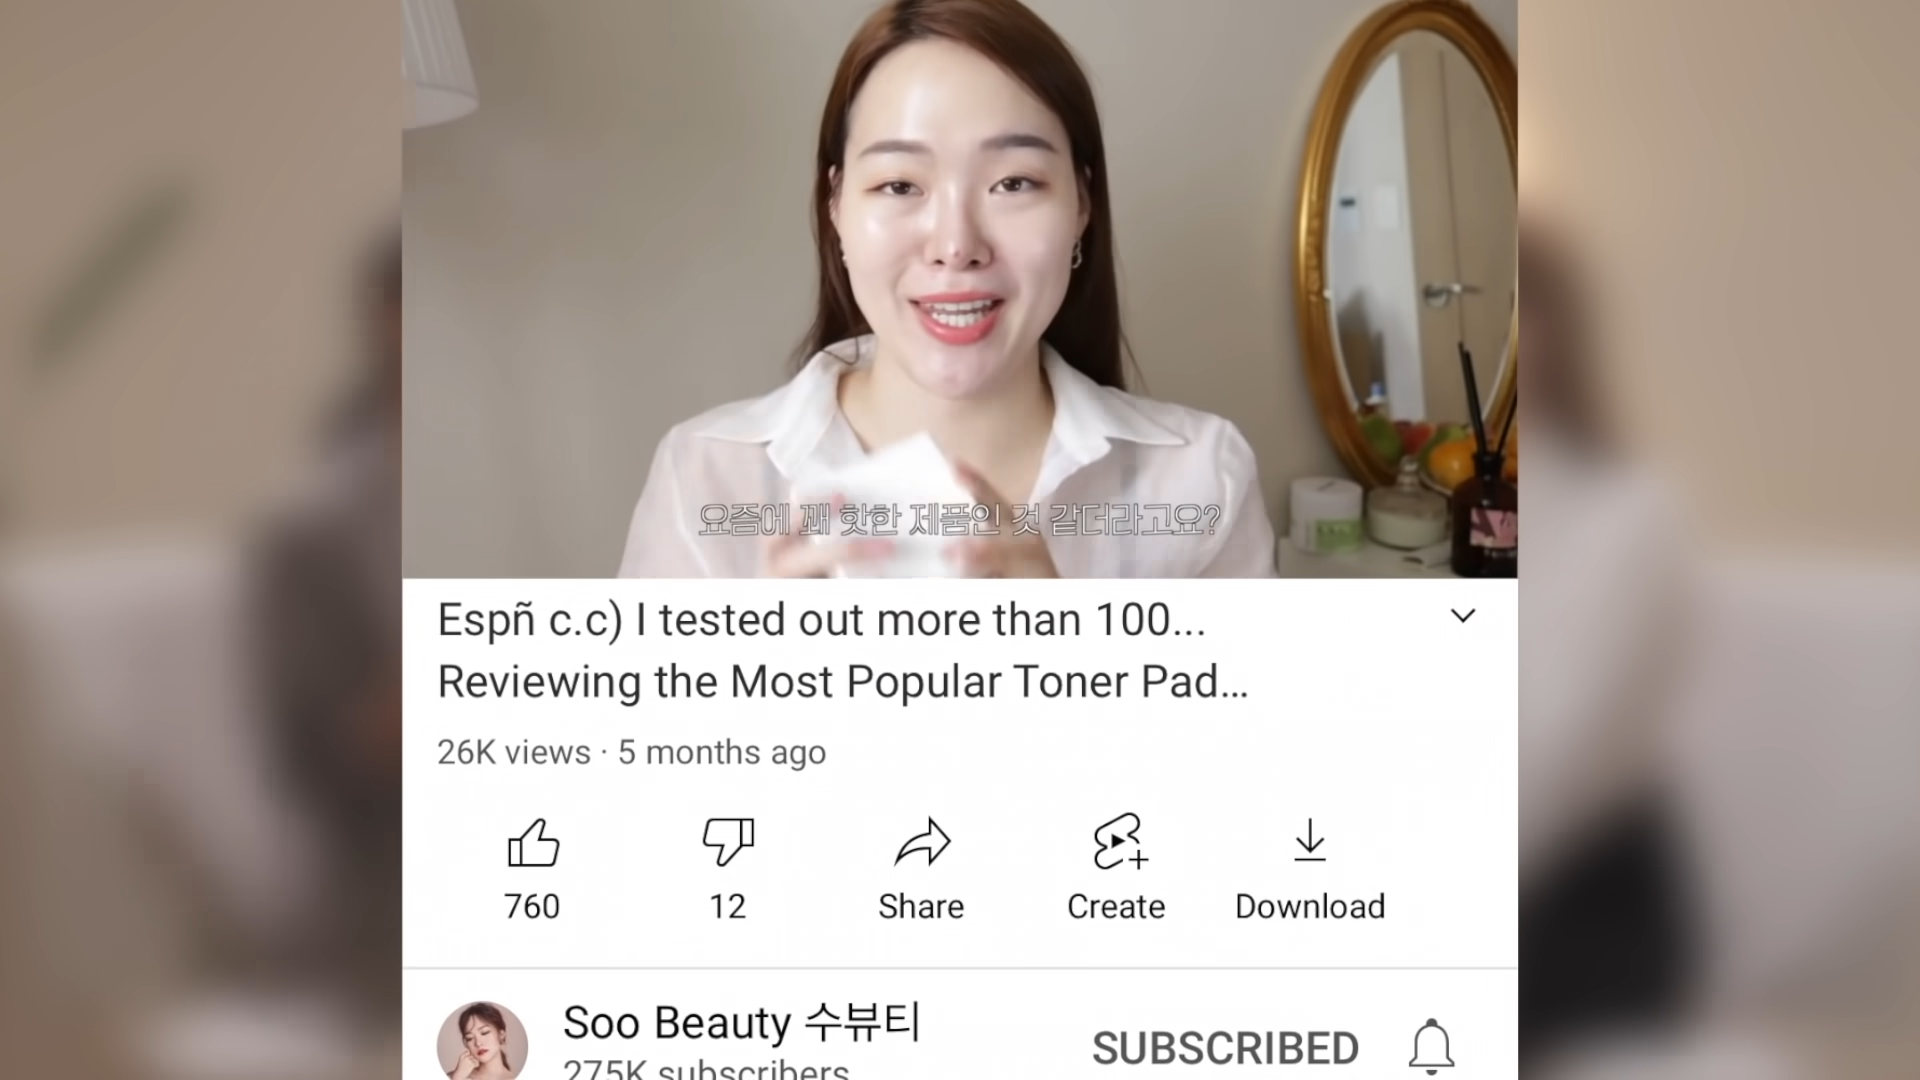 요즘에 꽤 핫한 제품인 것 같더라고요?
Espñ c.c) I tested out more than 100...
Reviewing the Most Popular Toner Pad...
26K views · 5 months ago
760
12
Share
Create
Download
Soo Beauty 수뷰티
SUBSCRIBED
275K subscribers